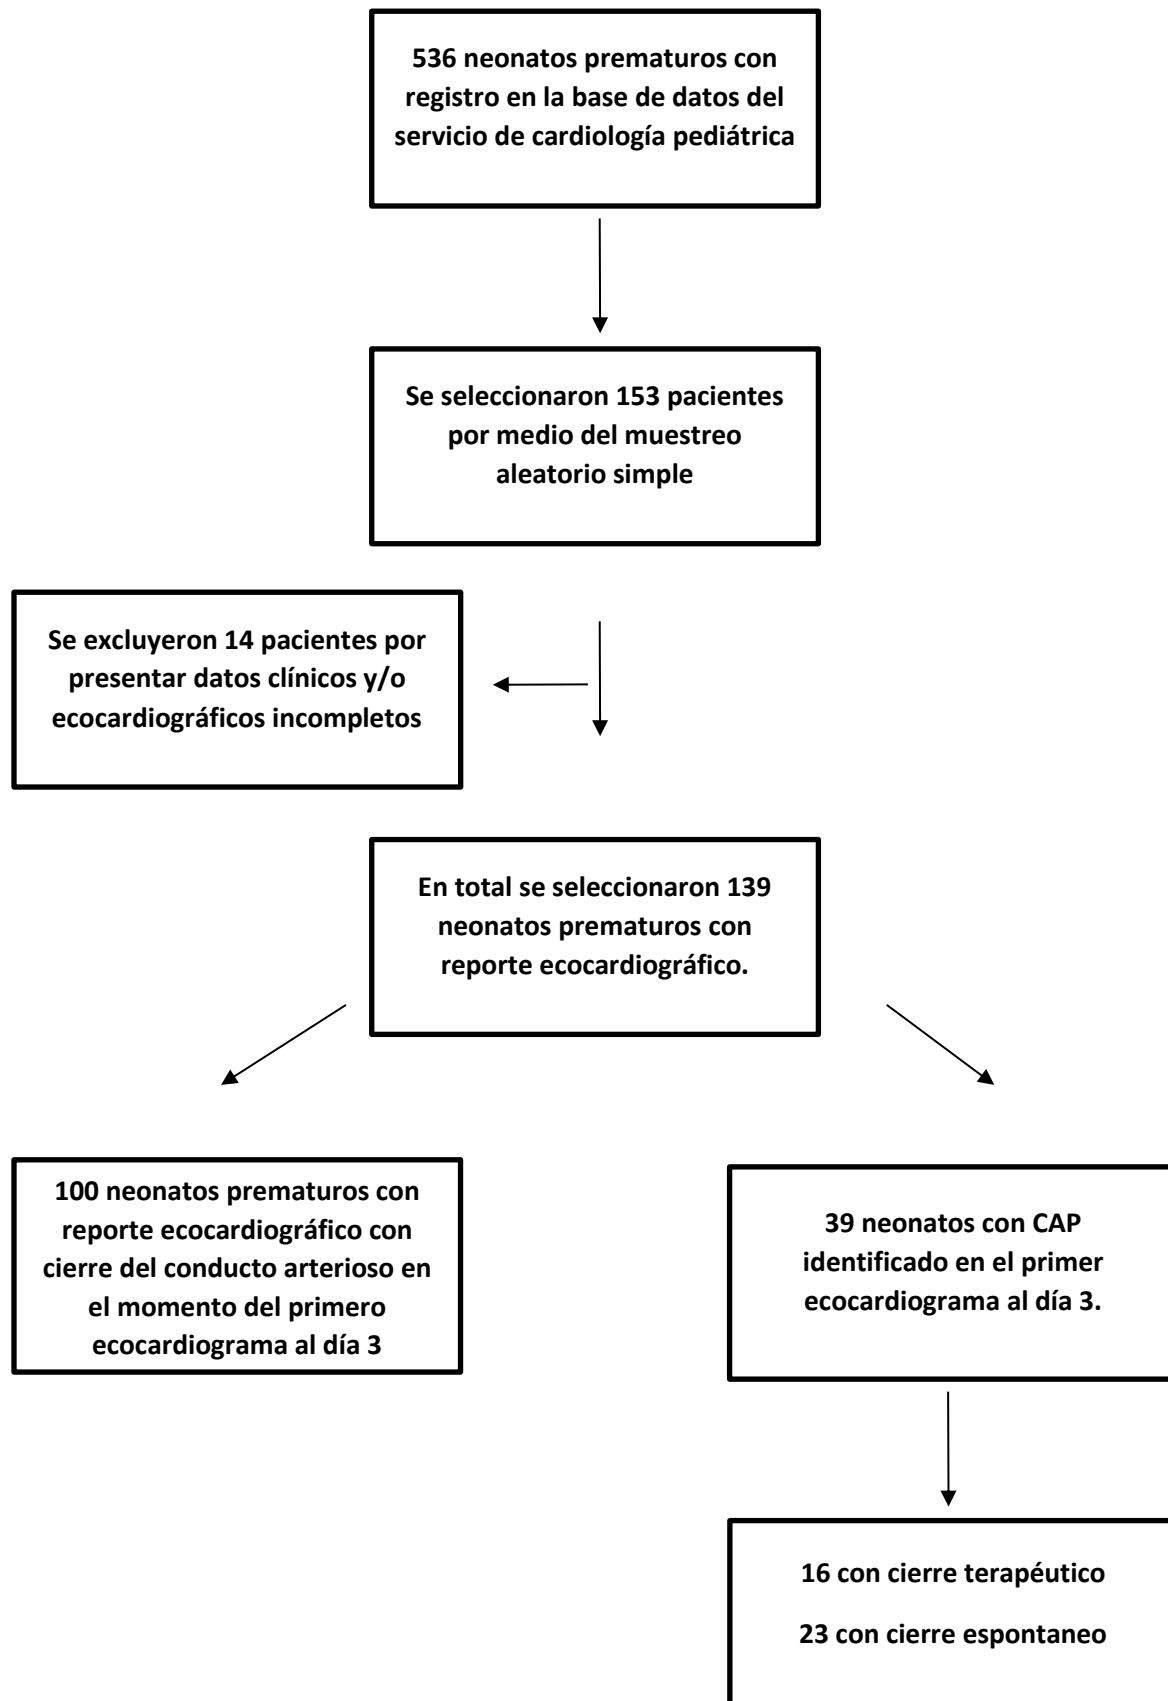 536 neonatos prematuros con
registro en la base de datos del
servicio de cardiología pediátrica
Se seleccionaron 153 pacientes
por medio del muestreo
aleatorio simple
Se excluyeron 14 pacientes por
presentar datos clínicos y/o
ecocardiográficos incompletos
En total se seleccionaron 139
neonatos prematuros con
reporte ecocardiográfico.
100 neonatos prematuros con
reporte ecocardiográfico con
cierre del conducto arterioso en
el momento del primero
ecocardiograma al día 3
39 neonatos con CAP
identificado en el primer
ecocardiograma al día 3.
16 con cierre terapéutico
23 con cierre espontaneo